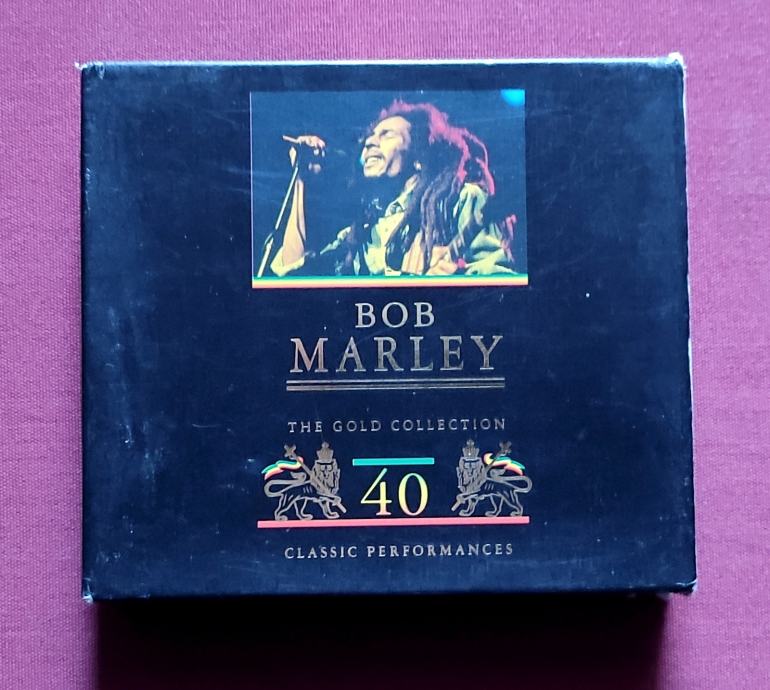 BOB
MARLEY
THE GOLD COLLECTION
40
CLASSIC PERFORMANCES